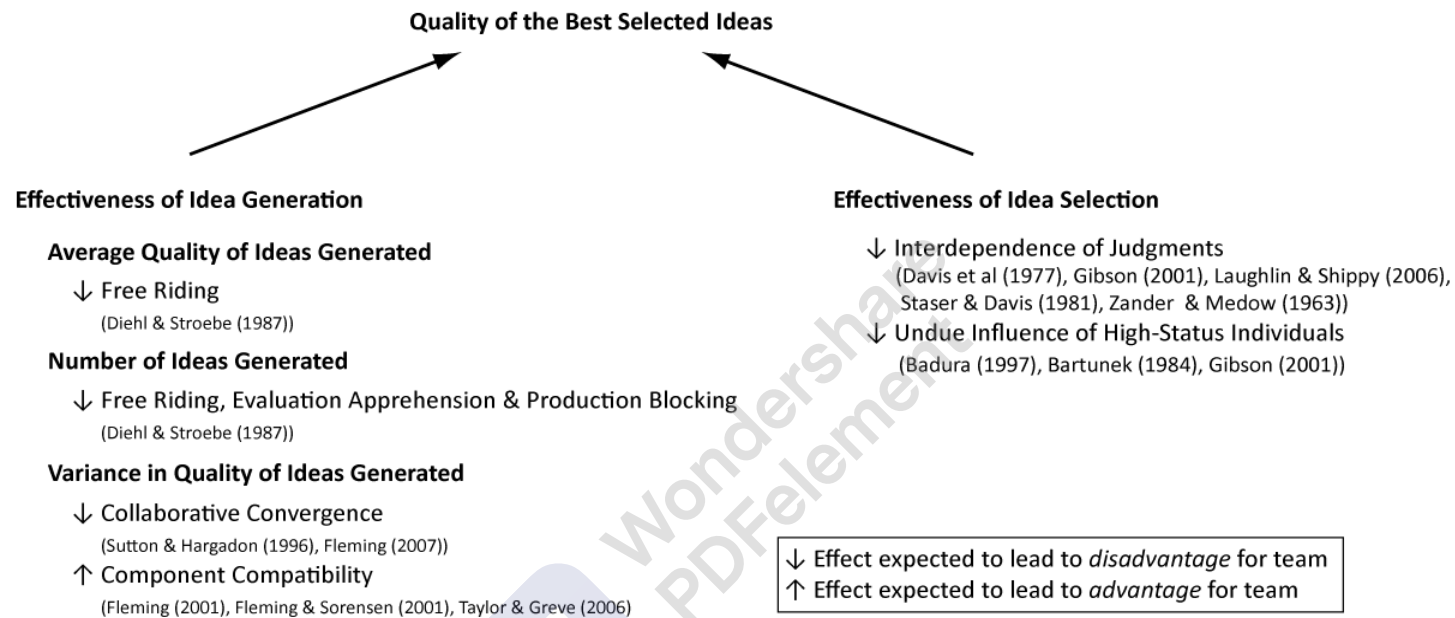 Quality of the Best Selected Ideas
Effectiveness of Idea Generation
Average Quality of Ideas Generated
↓ Free Riding
(Diehl & Stroebe (1987))
Number of Ideas Generated
↓ Free Riding, Evaluation Apprehension & Production Blocking
(Diehl & Stroebe (1987))
Variance in Quality of Ideas Generated
↓ Collaborative Convergence
(Sutton & Hargadon (1996), Fleming (2007))
↑ Component Compatibility
(Fleming (2001), Fleming & Sorensen (2001), Taylor & Greve (2006)
Effectiveness of Idea Selection
↓ Interdependence of Judgments
(Davis et al (1977), Gibson (2001), Laughlin & Shippy (2006),
Staser & Davis (1981), Zander & Medow (1963))
↓ Undue Influence of High-Status Individuals
(Badura (1997), Bartunek (1984), Gibson (2001))
↓ Effect expected to lead to disadvantage for team
↑ Effect expected to lead to advantage for team
Wondershare
PDFelement